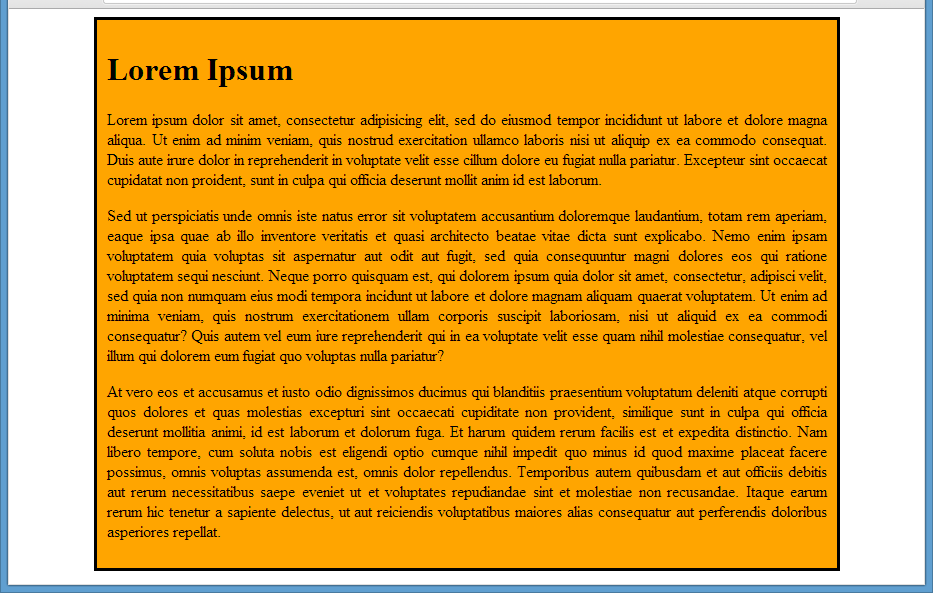 Lorem Ipsum
Lorem ipsum dolor sit amet, consectetur adipisicing elit, sed do eiusmod tempor incididunt ut labore et dolore magna
aliqua. Ut enim ad minim veniam, quis nostrud exercitation ullamco laboris nisi ut aliquip ex ea commodo consequat.
Duis aute irure dolor in reprehenderit in voluptate velit esse cillum dolore eu fugiat nulla pariatur. Excepteur sint occaecat
cupidatat non proident, sunt in culpa qui officia deserunt mollit anim id est laborum.
Sed ut perspiciatis unde omnis iste natus error sit voluptatem accusantium doloremque laudantium, totam rem aperiam,
eaque ipsa quae ab illo inventore veritatis et quasi architecto beatae vitae dicta sunt explicabo. Nemo enim ipsam
voluptatem quia voluptas sit aspernatur aut odit aut fugit, sed quia consequuntur magni dolores eos qui ratione
voluptatem sequi nesciunt. Neque porro quisquam est, qui dolorem ipsum quia dolor sit amet, consectetur, adipisci velit,
sed quia non numquam eius modi tempora incidunt ut labore et dolore magnam aliquam quaerat voluptatem. Ut enim ad
minima veniam, quis nostrum exercitationem ullam corporis suscipit laboriosam, nisi ut aliquid ex ea commodi
consequatur? Quis autem vel eum iure reprehenderit qui in ea voluptate velit esse quam nihil molestiae consequatur, vel
illum qui dolorem eum fugiat quo voluptas nulla pariatur?
At vero eos et accusamus et iusto odio dignissimos ducimus qui blanditiis praesentium voluptatum deleniti atque corrupti
quos dolores et quas molestias excepturi sint occaecati cupiditate non provident, similique sunt in culpa qui officia
deserunt mollitia animi, id est laborum et dolorum fuga. Et harum quidem rerum facilis est et expedita distinctio. Nam
libero tempore, cum soluta nobis est eligendi optio cumque nihil impedit quo minus id quod maxime placeat facere
possimus, omnis voluptas assumenda est, omnis dolor repellendus. Temporibus autem quibusdam et aut officiis debitis
aut rerum necessitatibus saepe eveniet ut et voluptates repudiandae sint et molestiae non recusandae. Itaque earum
rerum hic tenetur a sapiente delectus, ut aut reiciendis voluptatibus maiores alias consequatur aut perferendis doloribus
asperiores repellat.